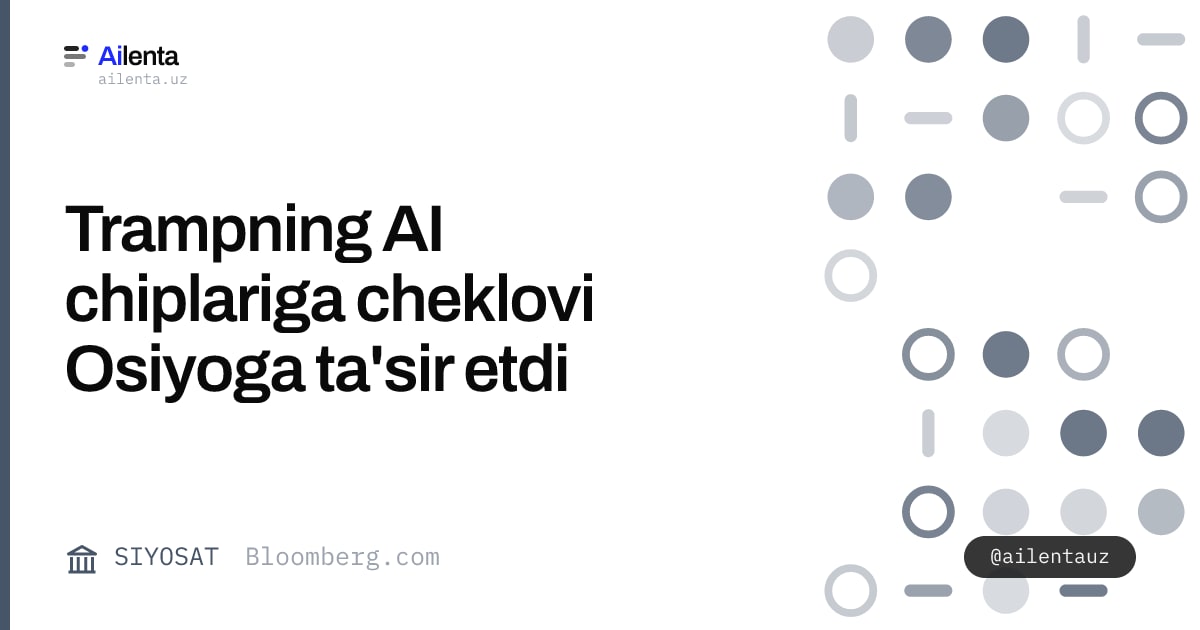 Ailenta
ailenta.uz
Trampning AI
chiplariga cheklovi
Osiyoga ta'sir etdi
SIYOSAT Bloomberg.com
@ailentauz